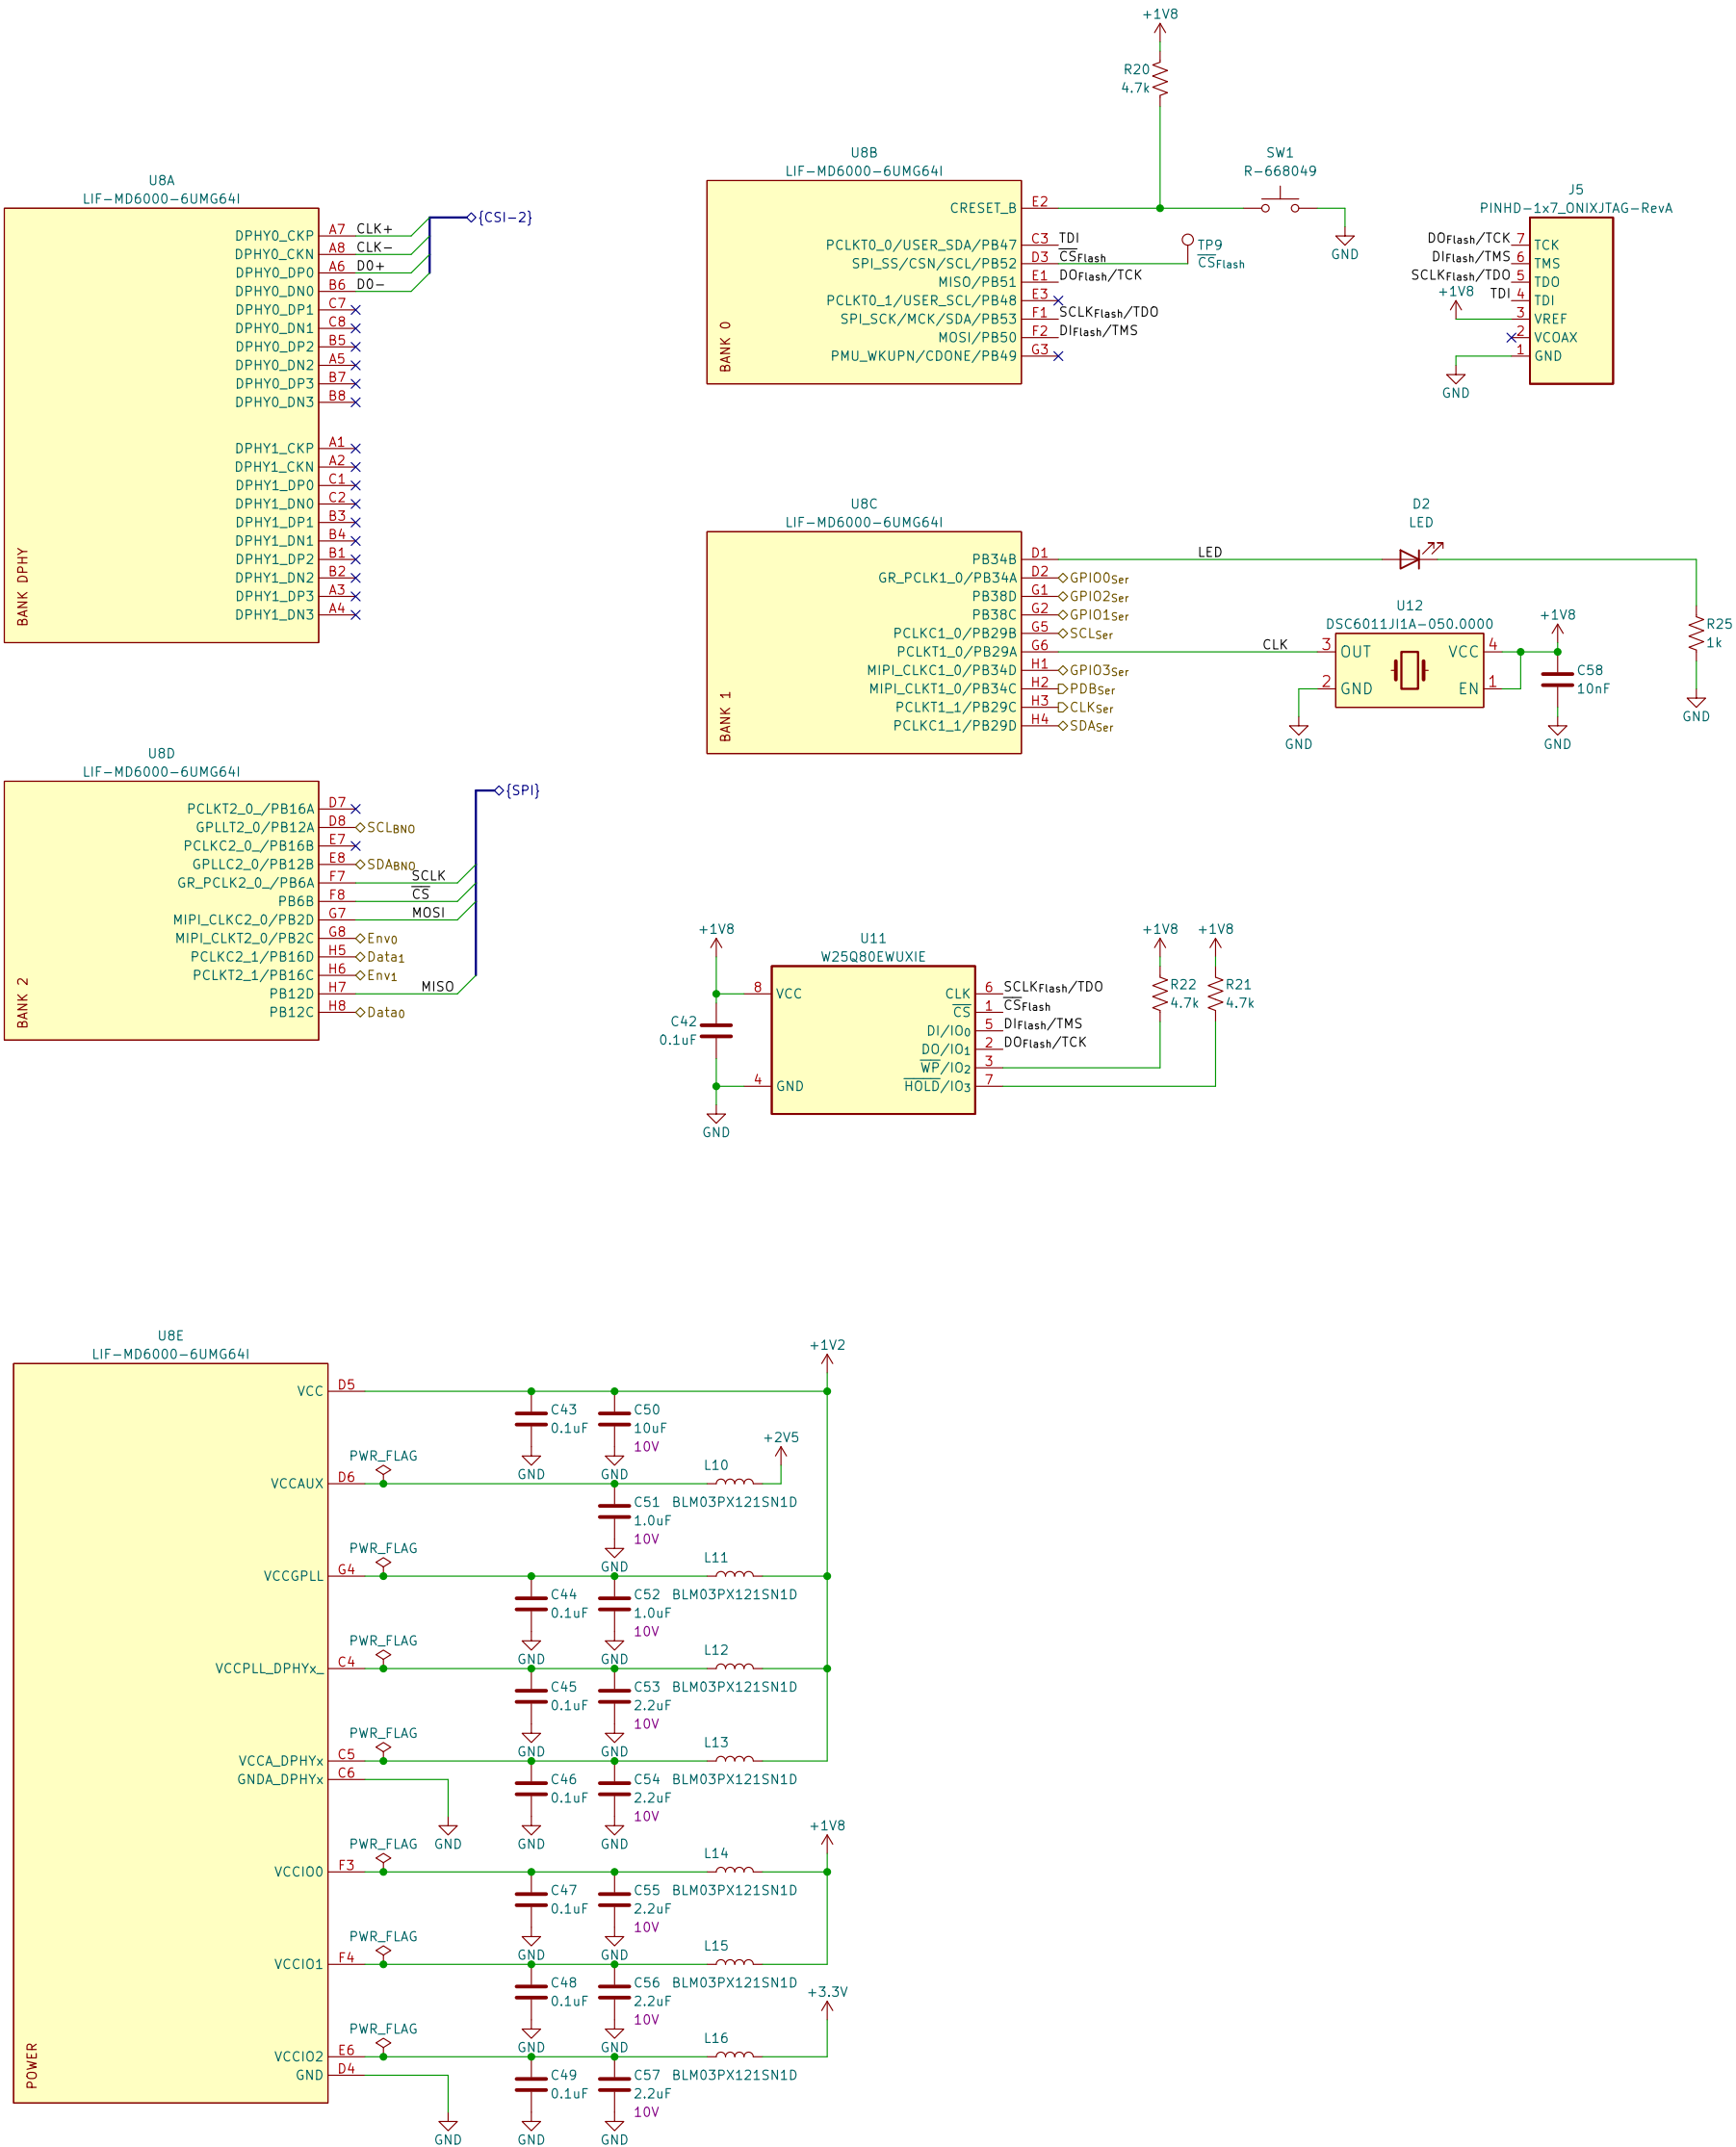 +1V8
R20
4.7k
U8A
LIF-MD6000-6UMG64I
DPHY0_CKP A7 CLK+
DPHY0_CKN A8 CLK-
DPHY0_DP0 A6 D0+
DPHY0_DN0 B6 D0-
DPHY0_DP1 C7
DPHY0_DN1 C8
DPHY0_DP2 B5
DPHY0_DN2 A5
DPHY0_DP3 B7
DPHY0_DN3 B8
DPHY1_CKP A1
DPHY1_CKN A2
DPHY1_DP0 C1
DPHY1_DN0 C2
DPHY1_DP1 B3
DPHY1_DN1 B4
DPHY1_DP2 B1
DPHY1_DN2 B2
DPHY1_DP3 A3
DPHY1_DN3 A4
BANK DPHY
{CSI-2}
U8B
LIF-MD6000-6UMG64I
CRESET_B E2
PCLKT0_0/USER_SDA/PB47 C3 TDI
SPI_SS/CSN/SCL/PB52 D3 CSFlash
MISO/PB51 E1 DOFlash/TCK
PCLKT0_1/USER_SCL/PB48 E3
SPI_SCK/MCK/SDA/PB53 F1 SCLKFlash/TDO
MOSI/PB50 F2 DIFlash/TMS
PMU_WKUPN/CDONE/PB49 G3
BANK 0
SW1
R-668049
GND
TP9
CSFlash
J5
PINHD-1x7_ONIXJTAG-RevA
DOFlash/TCK 7 TCK
DIFlash/TMS 6 TMS
SCLKFlash/TDO 5 TDO
TDI 4 TDI
+1V8
3 VREF
2 VCOAX
1 GND
GND
U8C
LIF-MD6000-6UMG64I
PB34B D1 LED
GR_PCLK1_0/PB34A D2 GPIO0Ser
PB38D G1 GPIO2Ser
PB38C G2 GPIO1Ser
PCLKC1_0/PB29B G5 SCLSer
PCLKT1_0/PB29A G6 CLK
MIPI_CLKC1_0/PB34D H1 GPIO3Ser
MIPI_CLKT1_0/PB34C H2 PDBSer
PCLKT1_1/PB29C H3 CLKSer
PCLKC1_1/PB29D H4 SDASer
BANK 1
D2
LED
U12
DSC6011JI1A-050.0000
3 OUT VCC 4
2 GND EN 1
GND
+1V8
C58
10nF
GND
R25
1k
GND
U8D
LIF-MD6000-6UMG64I
PCLKT2_0_/PB16A D7
GPLLT2_0/PB12A D8 SCLBNO
PCLKC2_0_/PB16B E7
GPLLC2_0/PB12B E8 SDABNO
GR_PCLK2_0_/PB6A F7 SCLK
PB6B F8 CS
MIPI_CLKC2_0/PB2D G7 MOSI
MIPI_CLKT2_0/PB2C G8 Env0
PCLKC2_1/PB16D H5 Data1
PCLKT2_1/PB16C H6 Env1
PB12D H7 MISO
PB12C H8 Data0
BANK 2
{SPI}
+1V8
C42
0.1uF
GND
U11
W25Q80EWUXIE
8 VCC
4 GND
CLK 6 SCLKFlash/TDO
CS 1 CSFlash
DI/IO0 5 DIFlash/TMS
DO/IO1 2 DOFlash/TCK
WP/IO2 3
HOLD/IO3 7
+1V8
R22
4.7k
+1V8
R21
4.7k
U8E
LIF-MD6000-6UMG64I
+1V2
VCC D5
C43
0.1uF
GND
C50
10uF
10V
GND
+2V5
PWR_FLAG
VCCAUX D6
L10
BLM03PX121SN1D
C51
1.0uF
10V
GND
PWR_FLAG
VCCGPLL G4
L11
BLM03PX121SN1D
C44
0.1uF
GND
C52
1.0uF
10V
GND
PWR_FLAG
VCCPLL_DPHYx_ C4
L12
BLM03PX121SN1D
C45
0.1uF
GND
C53
2.2uF
10V
GND
PWR_FLAG
VCCA_DPHYx C5
GNDA_DPHYx C6
GND
L13
BLM03PX121SN1D
C46
0.1uF
GND
C54
2.2uF
10V
GND
+1V8
PWR_FLAG
VCCIO0 F3
L14
BLM03PX121SN1D
C47
0.1uF
GND
C55
2.2uF
10V
GND
PWR_FLAG
VCCIO1 F4
L15
BLM03PX121SN1D
C48
0.1uF
GND
C56
2.2uF
10V
GND
+3.3V
PWR_FLAG
VCCIO2 E6
GND D4
GND
L16
BLM03PX121SN1D
C49
0.1uF
GND
C57
2.2uF
10V
GND
POWER